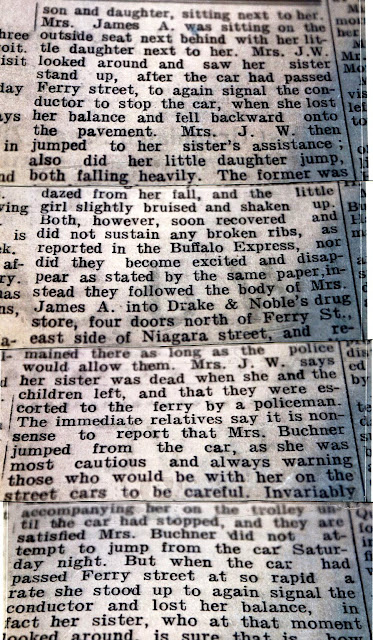 son and daughter, sitting next to her.
Mrs. James A. was sitting on the
outside seat next behind with her lit-
tle daughter next to her. Mrs. J.W.
looked around and saw her sister
stand up, after the car had passed
Ferry street, to again signal the con-
ductor to stop the car, when she lost
her balance and fell backward onto
the pavement. Mrs. J. W. then
jumped to her sister's assistance;
also did her little daughter jump,
both falling heavily. The former was
dazed from her fall, and the little
girl slightly bruised and shaken up.
Both, however, soon recovered and
did not sustain any broken ribs, as
reported in the Buffalo Express, nor
did they become excited and disap-
pear as stated by the same paper,in-
stead they followed the body of Mrs.
James A. into Drake & Noble's drug
store, four doors north of Ferry St.,
east side of Niagara street, and re-
mained there as long as the police
would allow them. Mrs. J. W. says
her sister was dead when she and the
children left, and that they were es-
corted to the ferry by a policeman.
The immediate relatives say it is non-
sense to report that Mrs. Buchner
jumped from the car, as she was
most cautious and always warning
those who would be with her on the
street cars to be careful. Invariably
accompanying her on the trolley un-
til the car had stopped, and they are
satisfied Mrs. Buchner did not at-
tempt to jump from the car Satur-
day night. But when the car had
passed Ferry street at so rapid a
rate she stood up to again signal the
conductor and lost her balance, in
fact her sister, who at that moment
looked around, is sure that is how